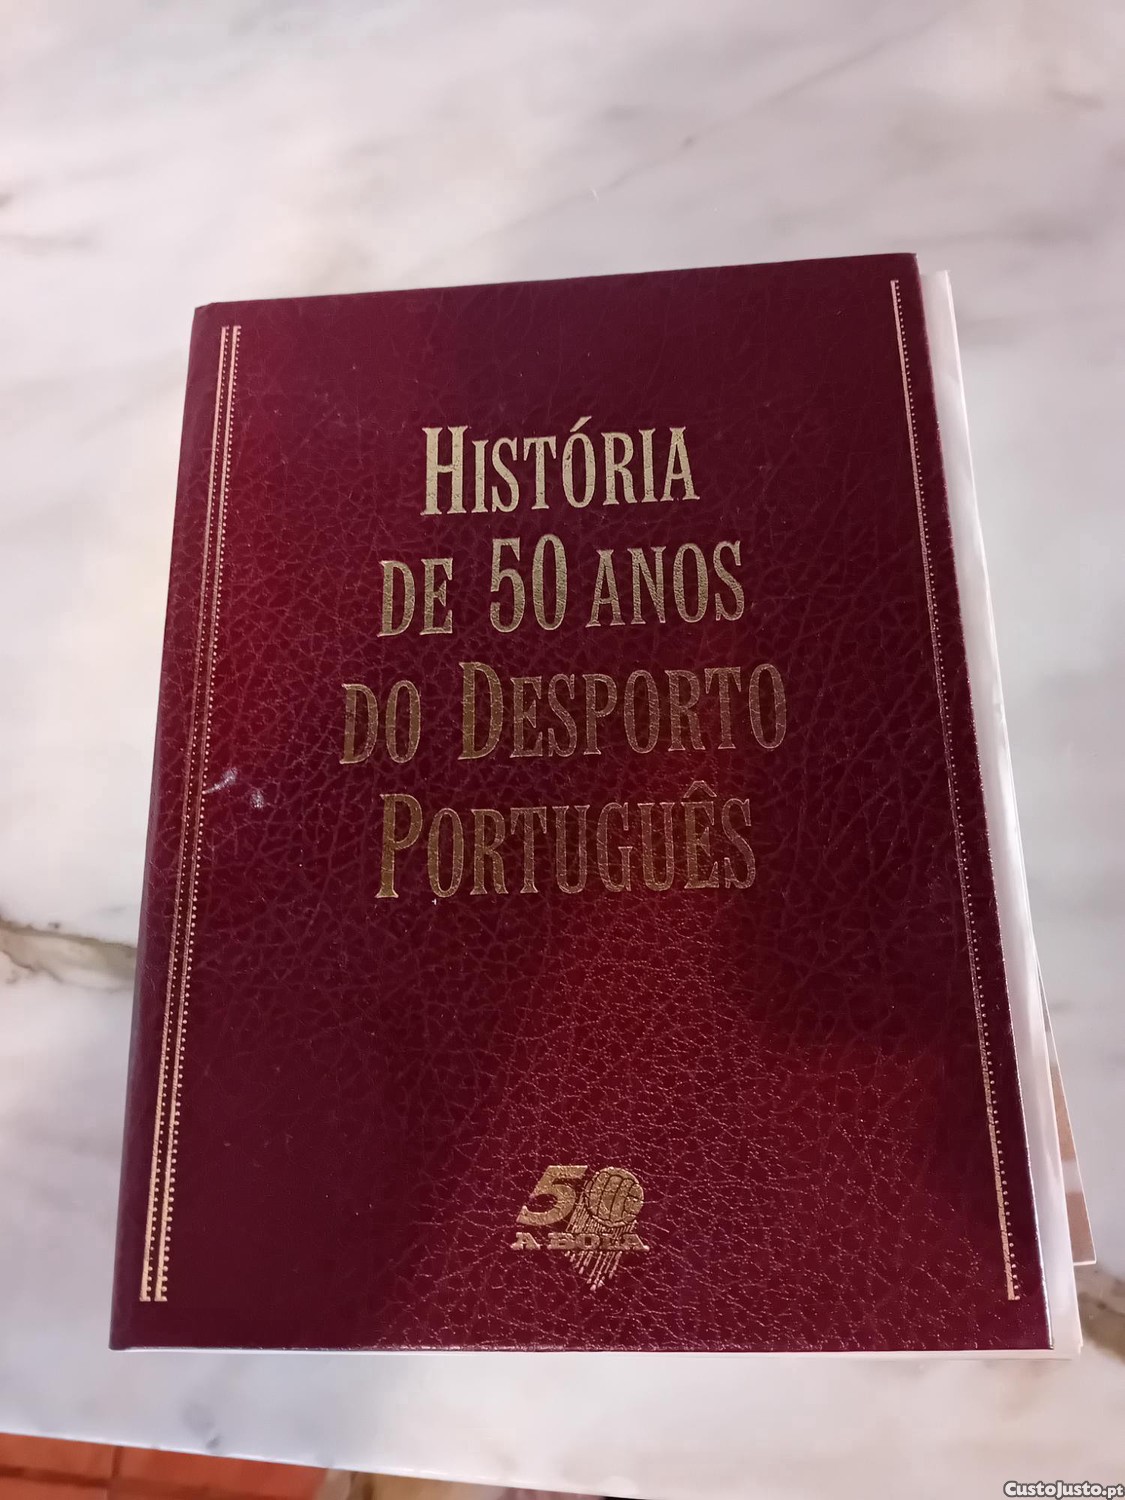 HISTÓRIA
DE 50 ANOS
DO DESPORTO
PORTUGUÊS
50
A BOLA
CustoJusto.pt